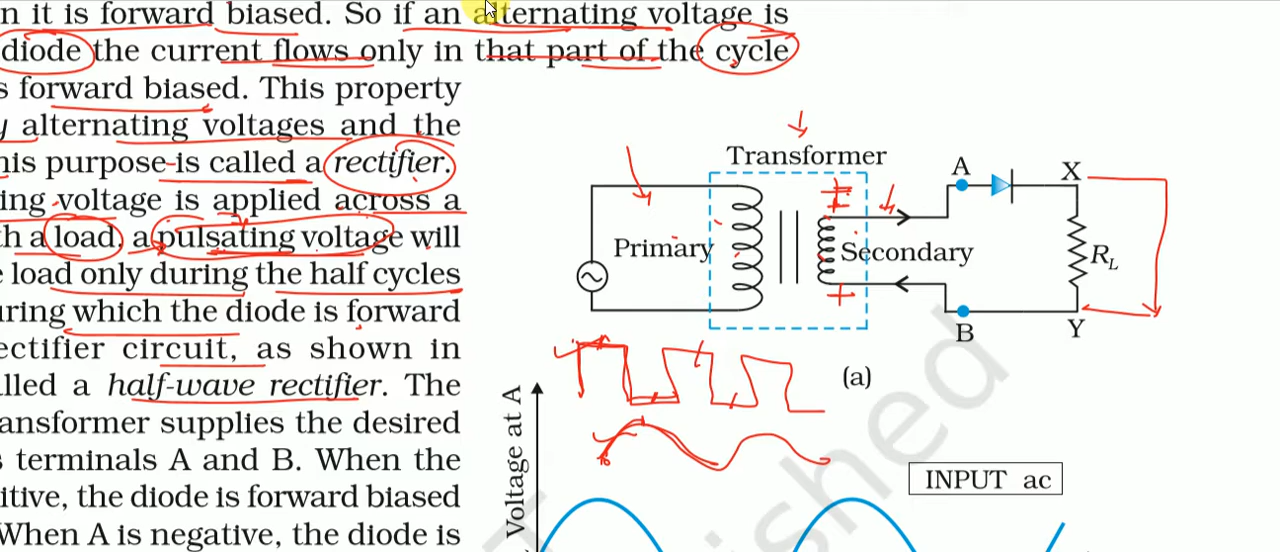 n it is forward biased. So if an alternating voltage is
diode the current flows only in that part of the cycle
s forward biased. This property
y alternating voltages and the
his purpose is called a rectifier.
ing voltage is applied across a
th a load, a pulsating voltage will
e load only during the half cycles
uring which the diode is forward
ectifier circuit, as shown in
lled a half-wave rectifier. The
ansformer supplies the desired
s terminals A and B. When the
itive, the diode is forward biased
When A is negative, the diode is
Transformer
A
X
Primary
Secondary
RL
B
Y
(a)
Voltage at A
INPUT ac
shed